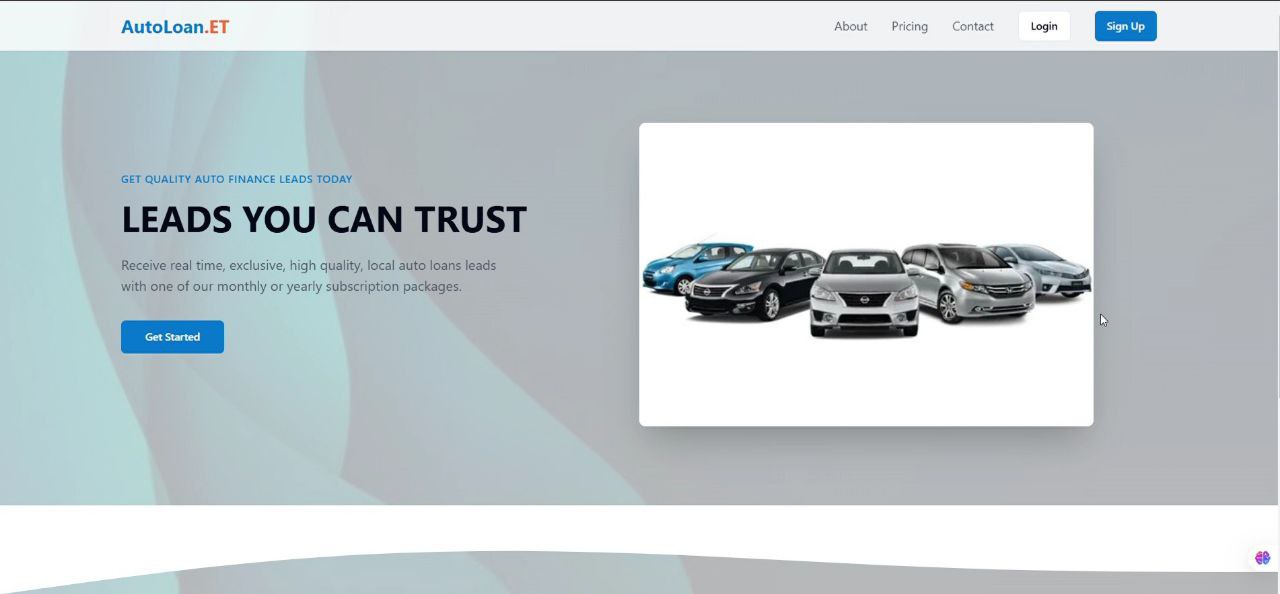 AutoLoan.ET
About
Pricing
Contact
Login
Sign Up
GET QUALITY AUTO FINANCE LEADS TODAY
LEADS YOU CAN TRUST
Receive real time, exclusive, high quality, local auto loans leads
with one of our monthly or yearly subscription packages.
Get Started